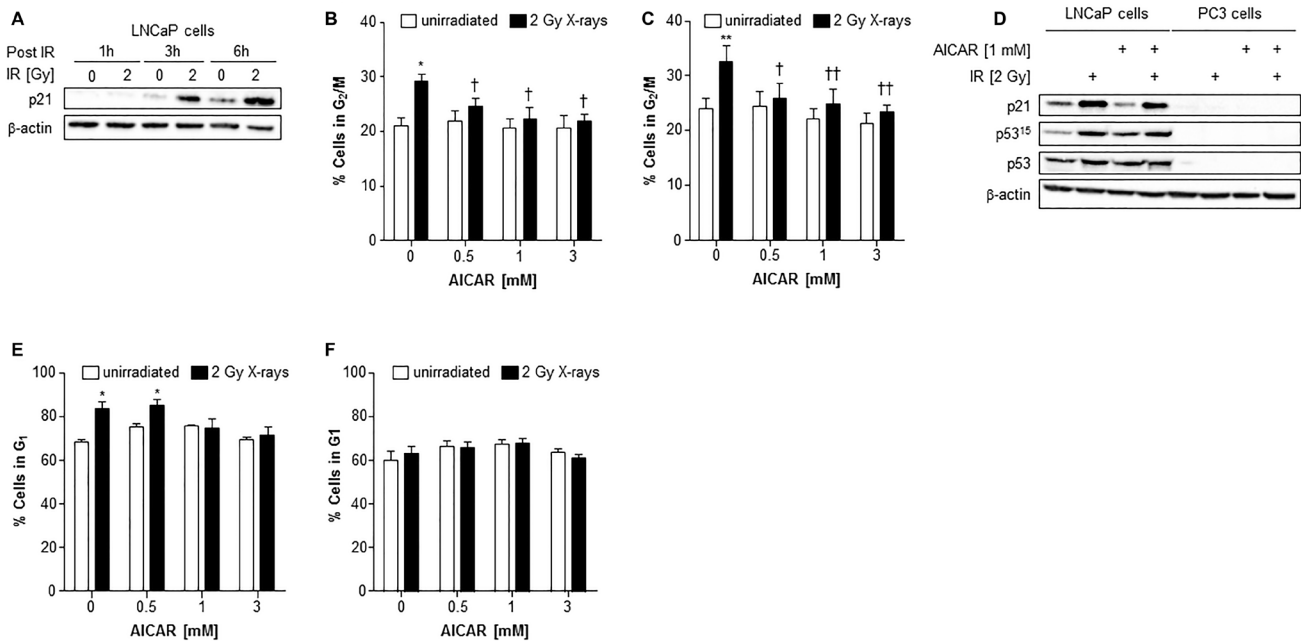 A
LNCaP cells
Post IR 1h 3h 6h
IR [Gy] 0 2 0 2 0 2
p21
β-actin
B
unirradiated 2 Gy X-rays
% Cells in G₂/M
40
30
20
10
0
* † † †
0 0.5 1 3
AICAR [mM]
C
unirradiated 2 Gy X-rays
% Cells in G₂/M
40
30
20
10
0
** † †† ††
0 0.5 1 3
AICAR [mM]
D
LNCaP cells PC3 cells
AICAR [1 mM] + + + +
IR [2 Gy] + + + +
p21
p53¹⁵
p53
β-actin
E
unirradiated 2 Gy X-rays
% Cells in G₁
100
80
60
40
20
0
* *
0 0.5 1 3
AICAR [mM]
F
unirradiated 2 Gy X-rays
% Cells in G1
100
80
60
40
20
0
0 0.5 1 3
AICAR [mM]